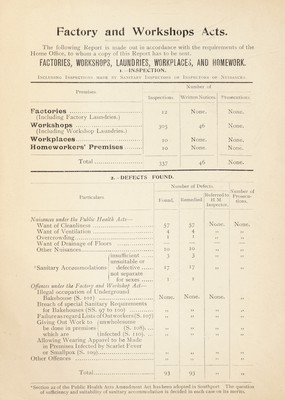 Factory and Workshops Acts.
The following Report is made out in accordance with the requirements of the
Home Office, to whom a copy of this Report has to be sent.
FACTORIES, WORKSHOPS, LAUNDRIES, WORKPLACES, AND HOMEWORK.
1.—INSPECTION.
INCLUDING INSPECTIONS MADE BY SANITARY INSPECTORS OR INSPECTORS OF NUISANCES.
Premises. Number of
Inspections. Written Notices. Prosecutions.
Factories 12 None. None.
(Including Factory Laundries.)
Workshops 305 46 None.
(Including Workshop Laundries.)
Workplaces 10 None. None.
Homeworkers' Premises 10 None. None.
Total 337 46 None.
2.—DEFECTS FOUND.
Particulars Number of Defects. Number of Prosecu-tions.
Found. Remedied. Referred to H.M. Inspector.
Nuisances under the Public Health Acts—
Want of Cleanliness 57 57 None. None.
Want of Ventilation 4 4 " "
Overcrowding 1 1 " "
Want of Drainage of Floors — — " "
Other Nuisances 10 10 " "
*Sanitary Accommodation { insufficient 3 3 " "
unsuitable or
defective 17 17 " "
not separate
for sexes 1 1 " "
Offences under the Factory and Workshop Act—
Illegal occupation of Underground
Bakehouse (S. 101) None. None. None. None.
Breach of special Sanitary Requirements
for Bakehouses (SS. 97 to 100) " " " "
Failure as regard Lists of Outworkers (S. 107) " " " "
Giving Out Work to { unwholesome
be done in premises (S. 108) " " " "
which are { infected (S. 110) " " " "
Allowing Wearing Apparel to be Made
in Premises Infected by Scarlet Fever
or Smallpox (S. 109) " " " "
Other Offences " " " "
Total 93 93 " "
*Section 22 of the Public Health Acts Amendment Act has been adopted in Southport. The question
of sufficiency and suitability of sanitary accommodation is decided in each case on its merits.